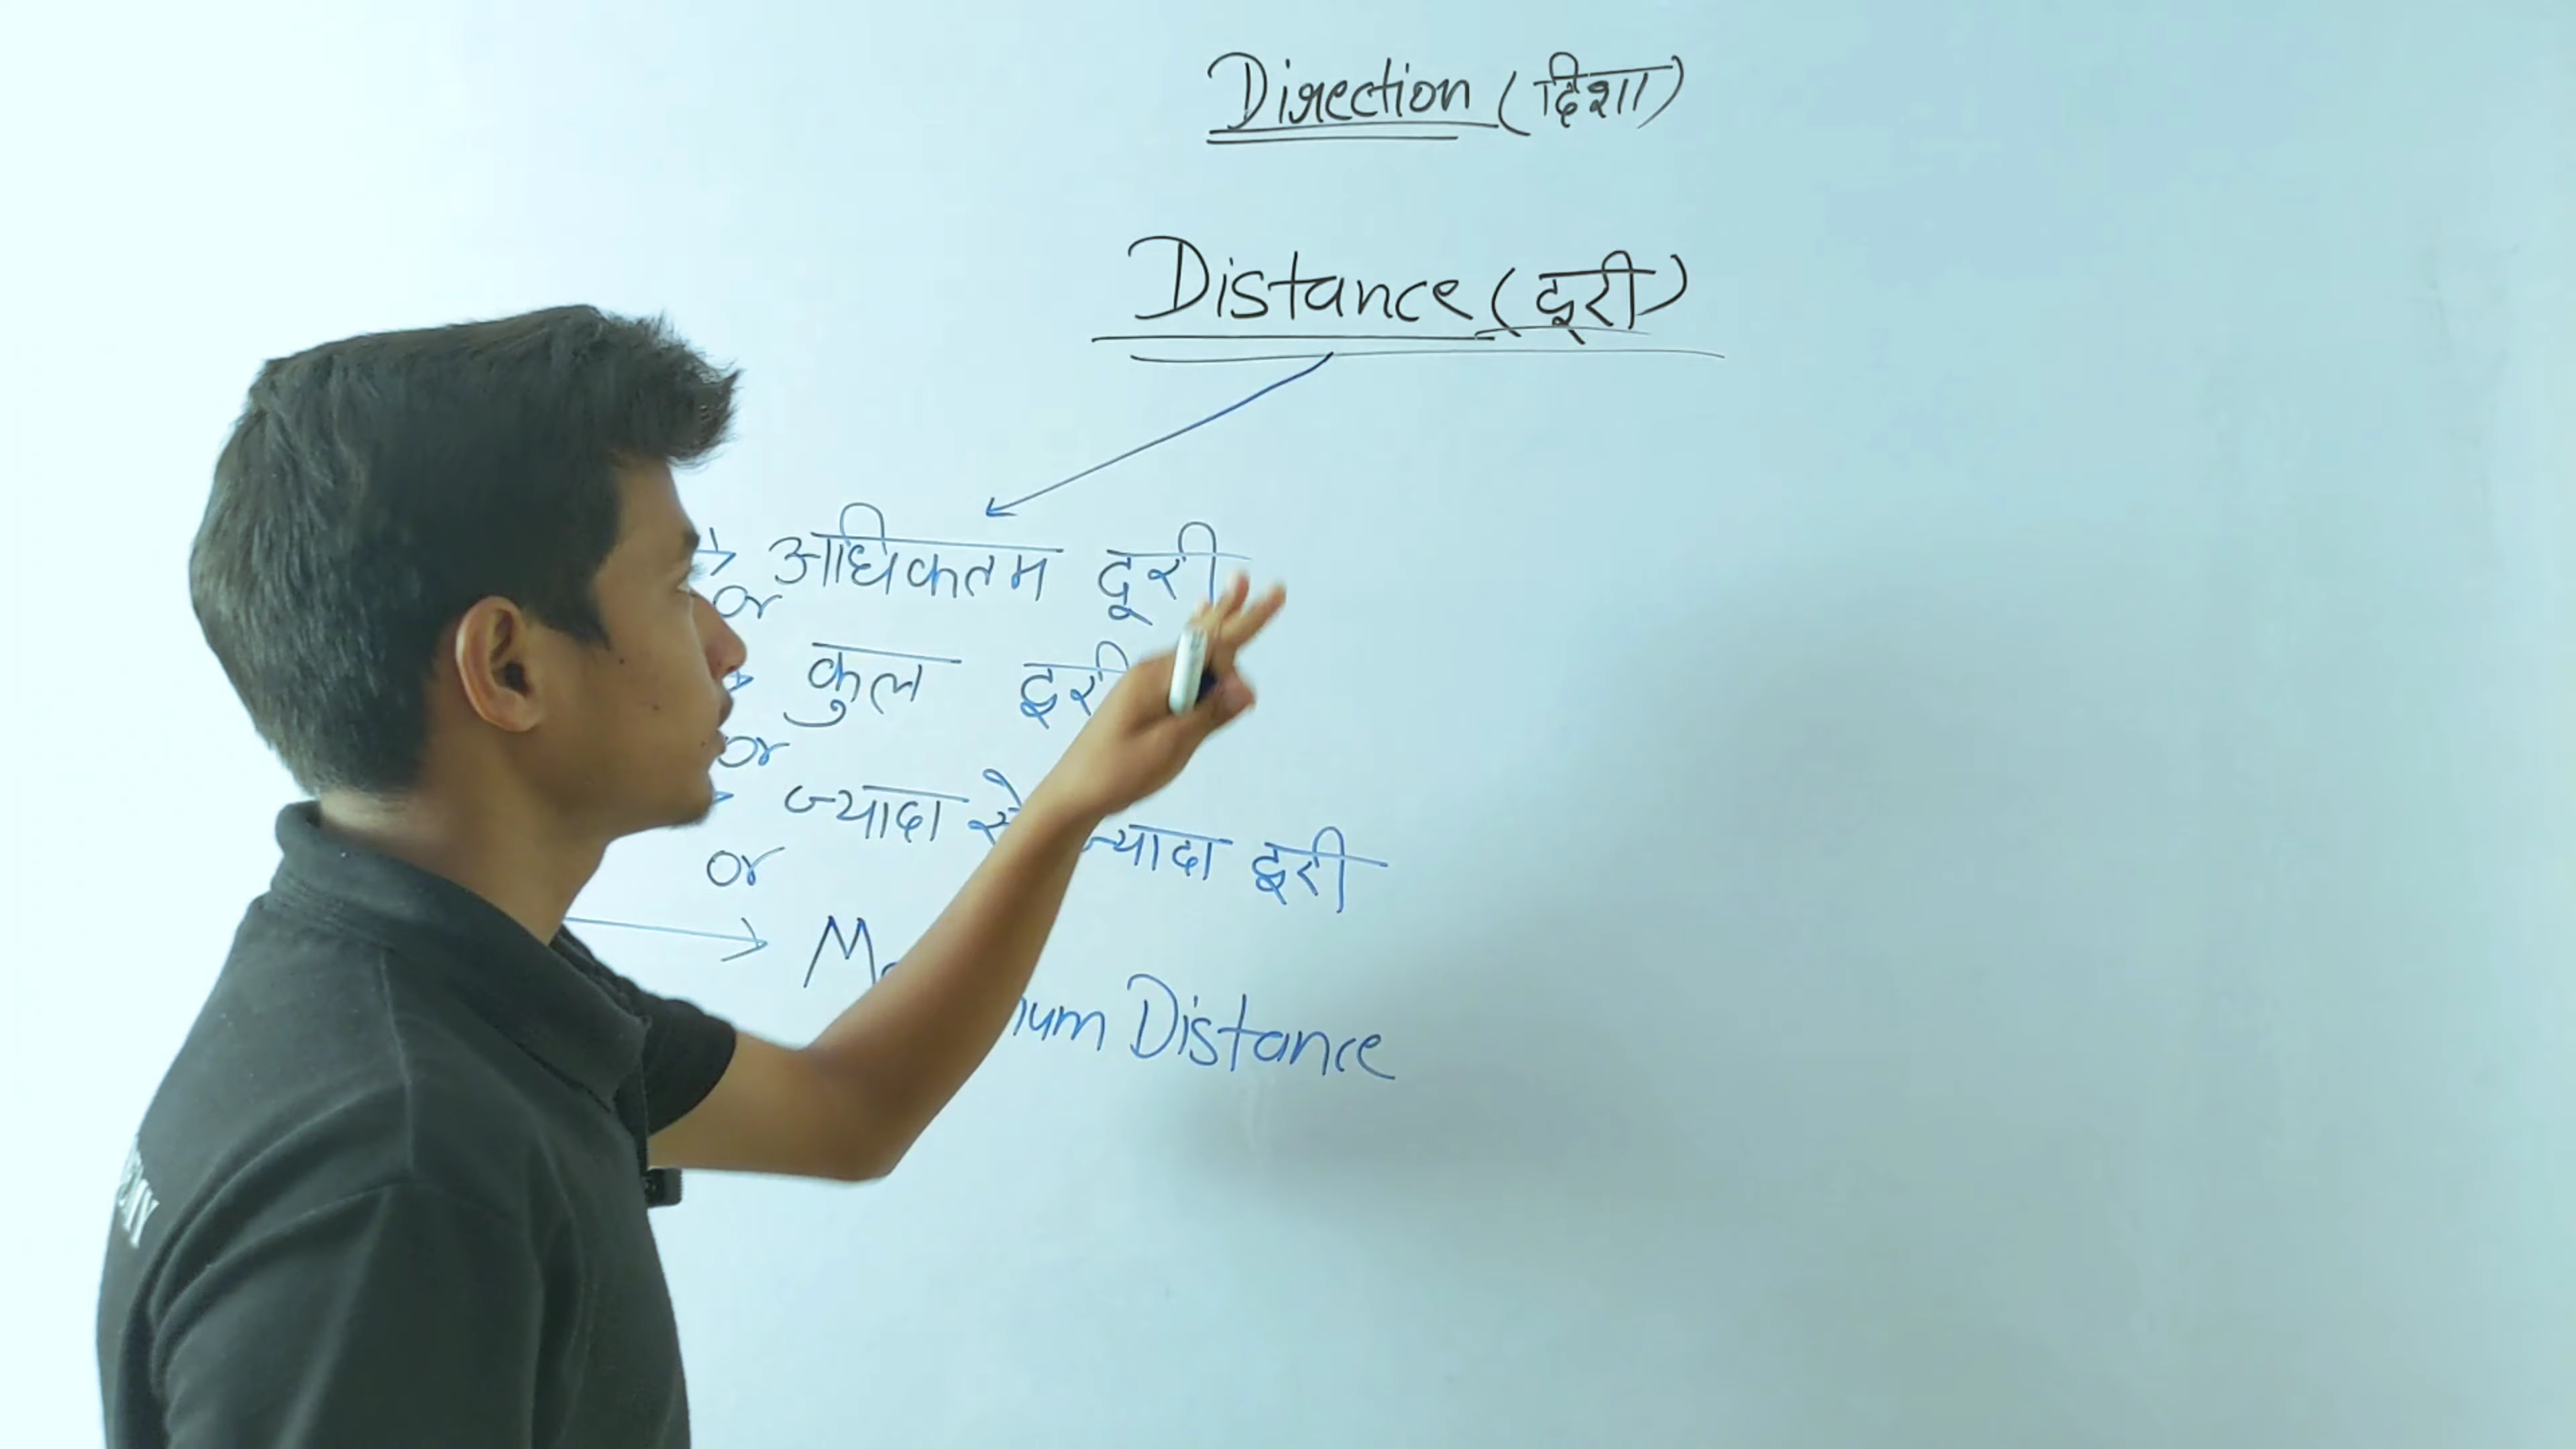 Direction (दिशा)
Distance (दूरी)
→ अधिकतम दूरी
or
→ कुल दूरी
or
→ ज्यादा से ज्यादा दूरी
or
→ Maximum Distance